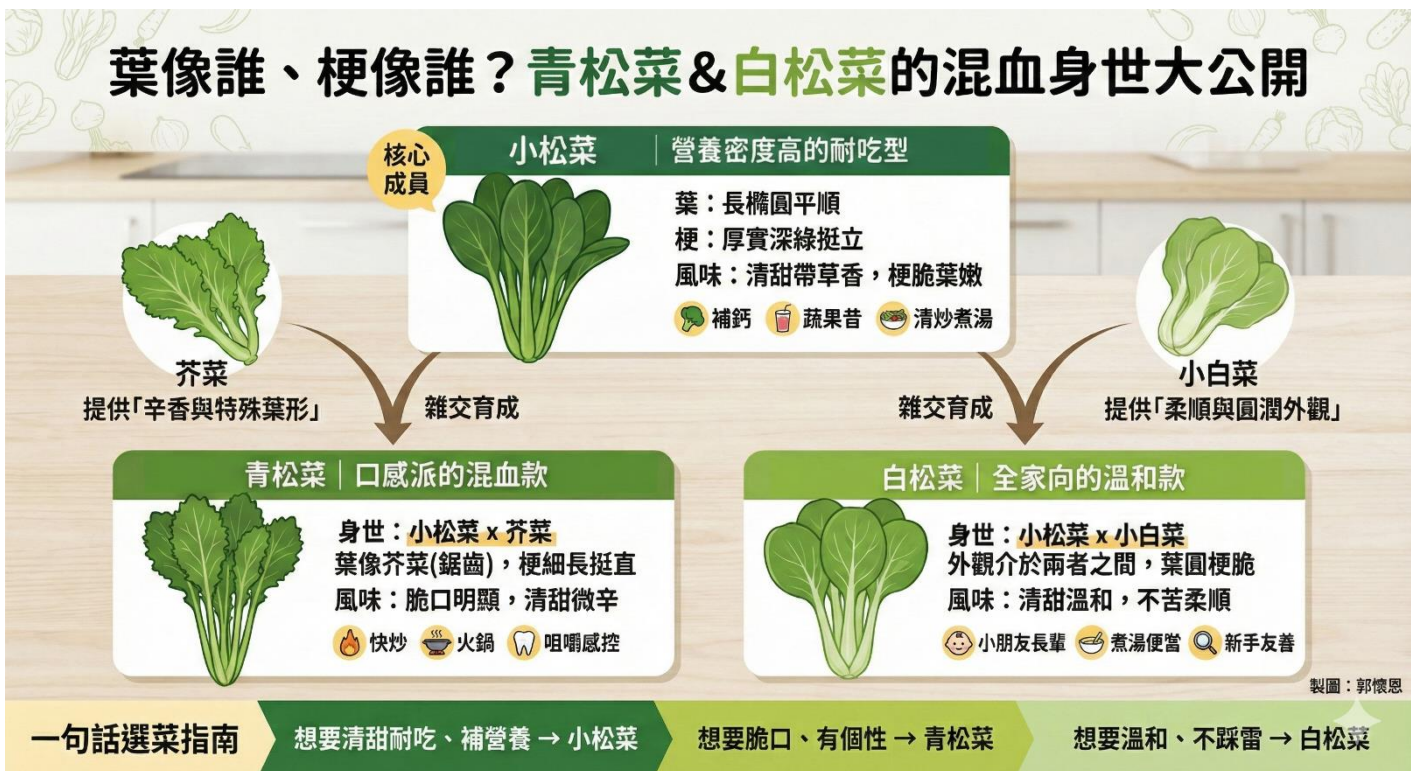 葉像誰、梗像誰？青松菜&白松菜的混血身世大公開
核心
成員
小松菜｜營養密度高的耐吃型
葉：長橢圓平順
梗：厚實深綠挺立
風味：清甜帶草香，梗脆葉嫩
補鈣 蔬果昔 清炒煮湯
芥菜
提供「辛香與特殊葉形」
雜交育成
雜交育成
小白菜
提供「柔順與圓潤外觀」
青松菜｜口感派的混血款
身世：小松菜 x 芥菜
葉像芥菜(鋸齒)，梗細長挺直
風味：脆口明顯，清甜微辛
快炒 火鍋 咀嚼感控
白松菜｜全家向的溫和款
身世：小松菜 x 小白菜
外觀介於兩者之間，葉圓梗脆
風味：清甜溫和，不苦柔順
小朋友長輩 煮湯便當 新手友善
製圖：郭懷恩
一句話選菜指南
想要清甜耐吃、補營養 → 小松菜
想要脆口、有個性 → 青松菜
想要溫和、不踩雷 → 白松菜